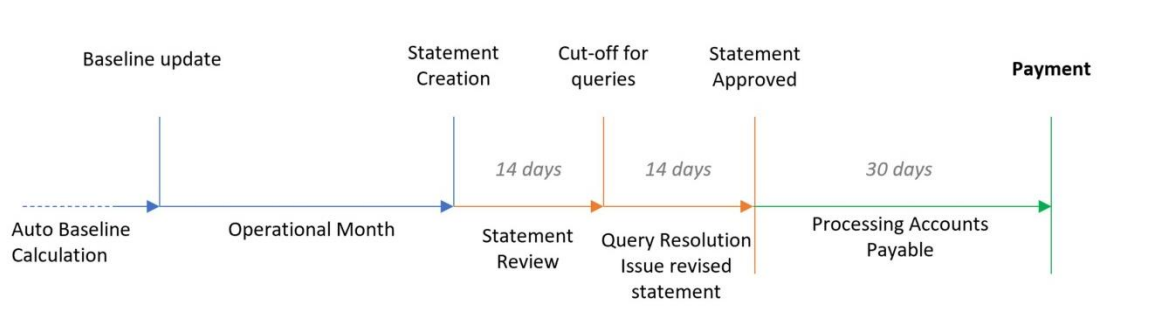 Baseline update
Statement
Creation
Cut-off for
queries
Statement
Approved
Payment
14 days
14 days
30 days
Auto Baseline
Calculation
Operational Month
Statement
Review
Query Resolution
Issue revised
statement
Processing Accounts
Payable